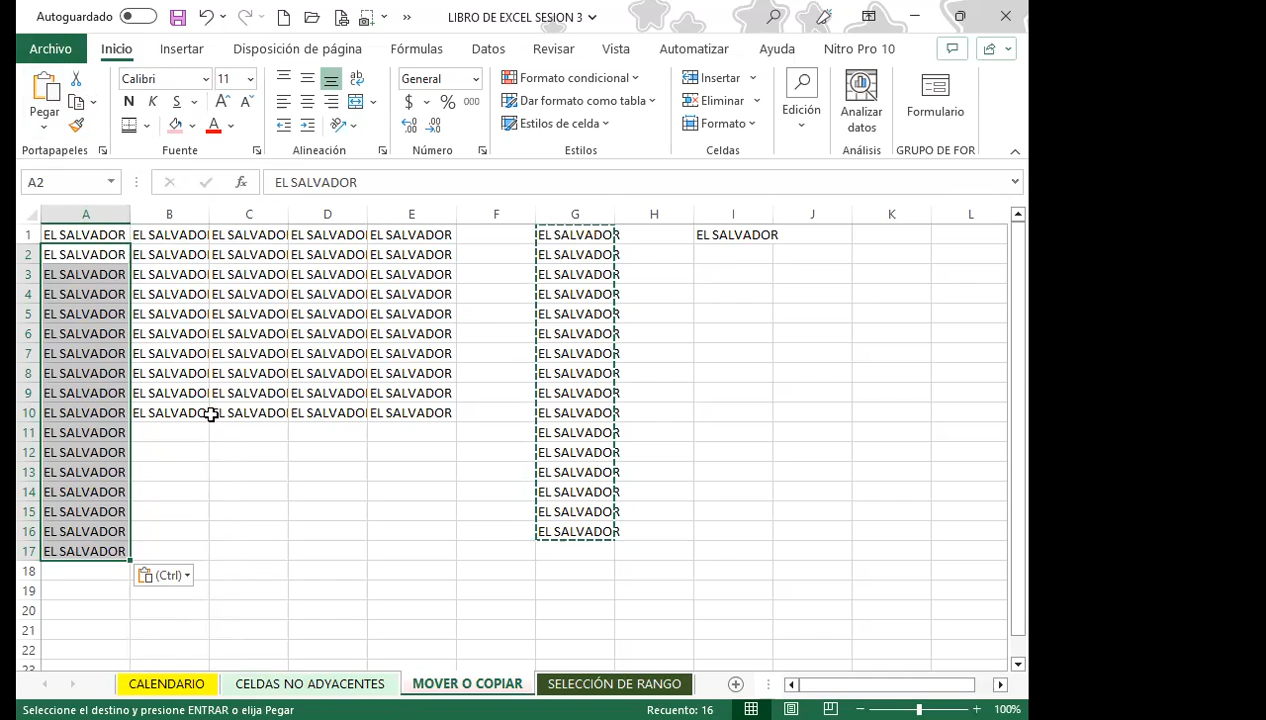 Autoguardado LIBRO DE EXCEL SESION 3
Archivo Inicio Insertar Disposición de página Fórmulas Datos Revisar Vista Automatizar Ayuda Nitro Pro 10
Pegar Calibri 11 General Formato condicional Insertar Edición Analizar datos Formulario
N K S A A $ % 000 Dar formato como tabla Eliminar
A Estilos de celda Formato
Portapapeles Fuente Alineación Número Estilos Celdas Análisis GRUPO DE FOR
A2 fx EL SALVADOR
A B C D E F G H I J K L
1 EL SALVADOR EL SALVADOR EL SALVADOR EL SALVADOR EL SALVADOR EL SALVADOR EL SALVADOR
2 EL SALVADOR EL SALVADOR EL SALVADOR EL SALVADOR EL SALVADOR EL SALVADOR
3 EL SALVADOR EL SALVADOR EL SALVADOR EL SALVADOR EL SALVADOR EL SALVADOR
4 EL SALVADOR EL SALVADOR EL SALVADOR EL SALVADOR EL SALVADOR EL SALVADOR
5 EL SALVADOR EL SALVADOR EL SALVADOR EL SALVADOR EL SALVADOR EL SALVADOR
6 EL SALVADOR EL SALVADOR EL SALVADOR EL SALVADOR EL SALVADOR EL SALVADOR
7 EL SALVADOR EL SALVADOR EL SALVADOR EL SALVADOR EL SALVADOR EL SALVADOR
8 EL SALVADOR EL SALVADOR EL SALVADOR EL SALVADOR EL SALVADOR EL SALVADOR
9 EL SALVADOR EL SALVADOR EL SALVADOR EL SALVADOR EL SALVADOR EL SALVADOR
10 EL SALVADOR EL SALVADOR EL SALVADOR EL SALVADOR EL SALVADOR EL SALVADOR
11 EL SALVADOR EL SALVADOR
12 EL SALVADOR EL SALVADOR
13 EL SALVADOR EL SALVADOR
14 EL SALVADOR EL SALVADOR
15 EL SALVADOR EL SALVADOR
16 EL SALVADOR EL SALVADOR
17 EL SALVADOR
18 (Ctrl)
19
20
21
22
23
CALENDARIO CELDAS NO ADYACENTES MOVER O COPIAR SELECCIÓN DE RANGO
Seleccione el destino y presione ENTRAR o elija Pegar Recuento: 16 100%